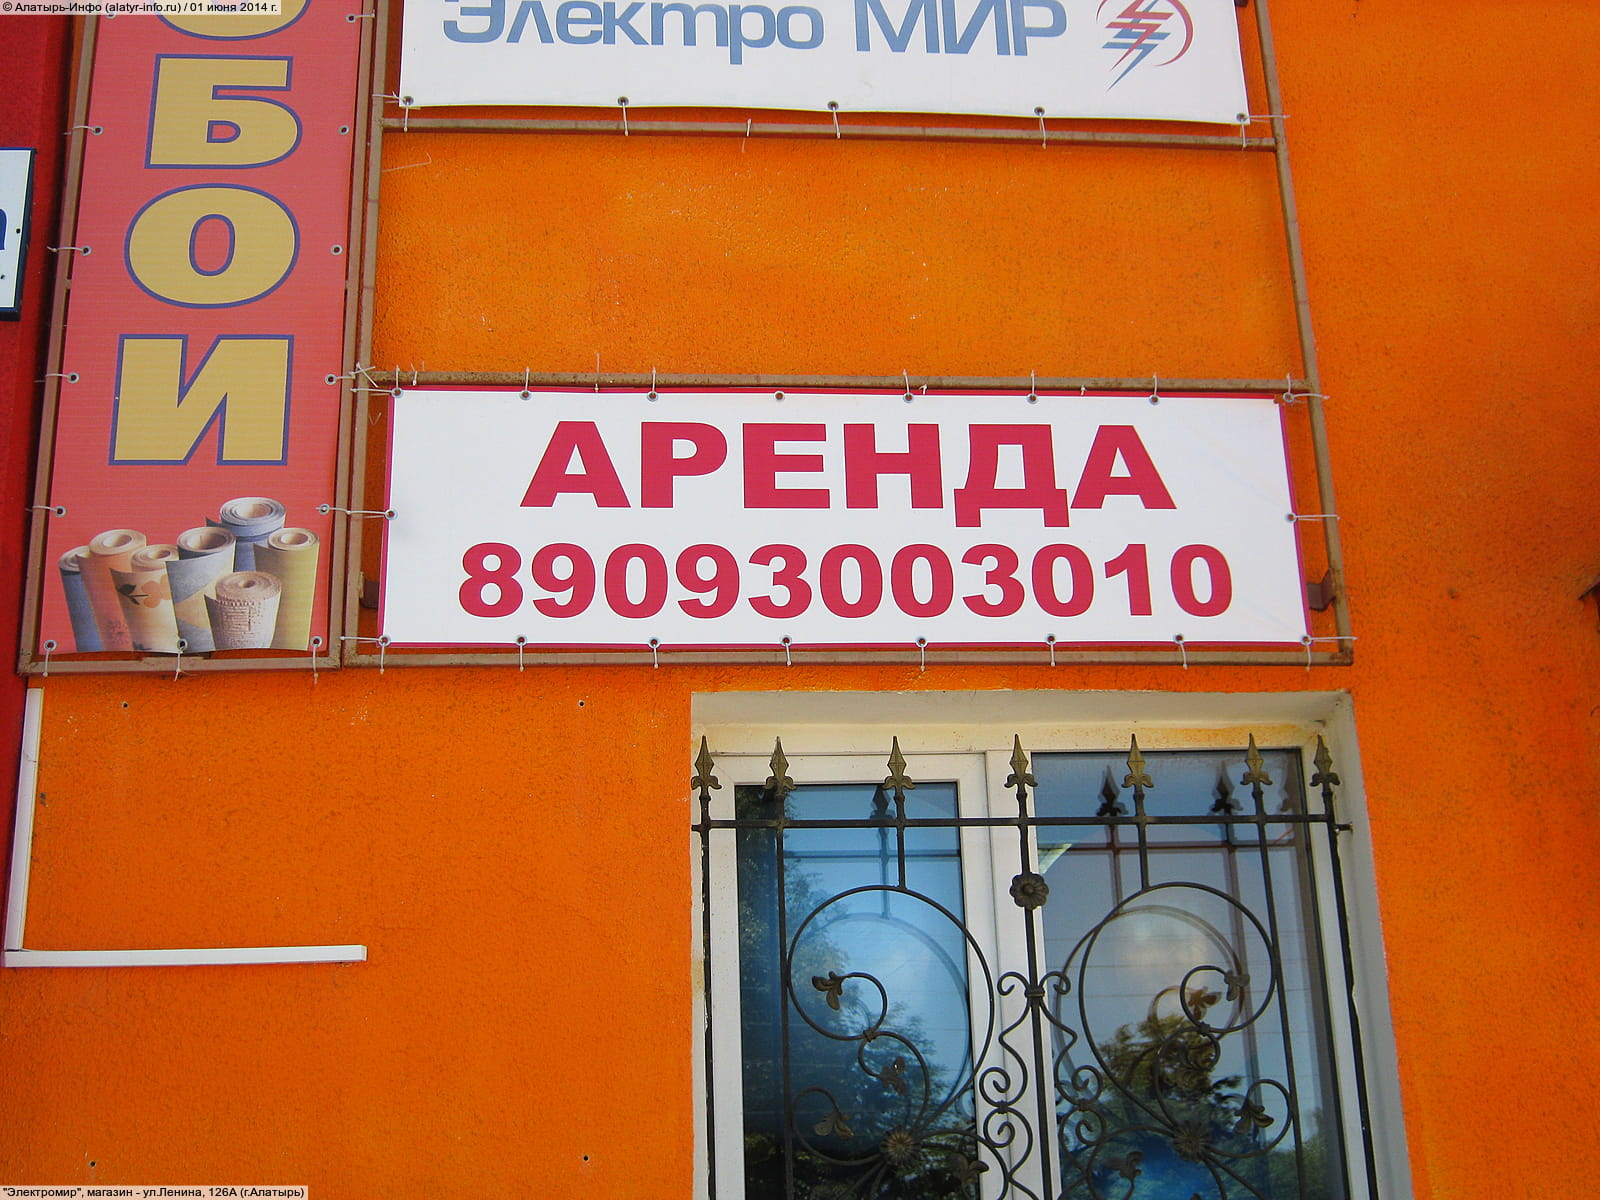 © Алатырь-Инфо (alatyr-info.ru) / 01 июня 2014 г.
Электро МИР
ОБОИ
АРЕНДА
89093003010
"Электромир", магазин - ул.Ленина, 126А (г.Алатырь)